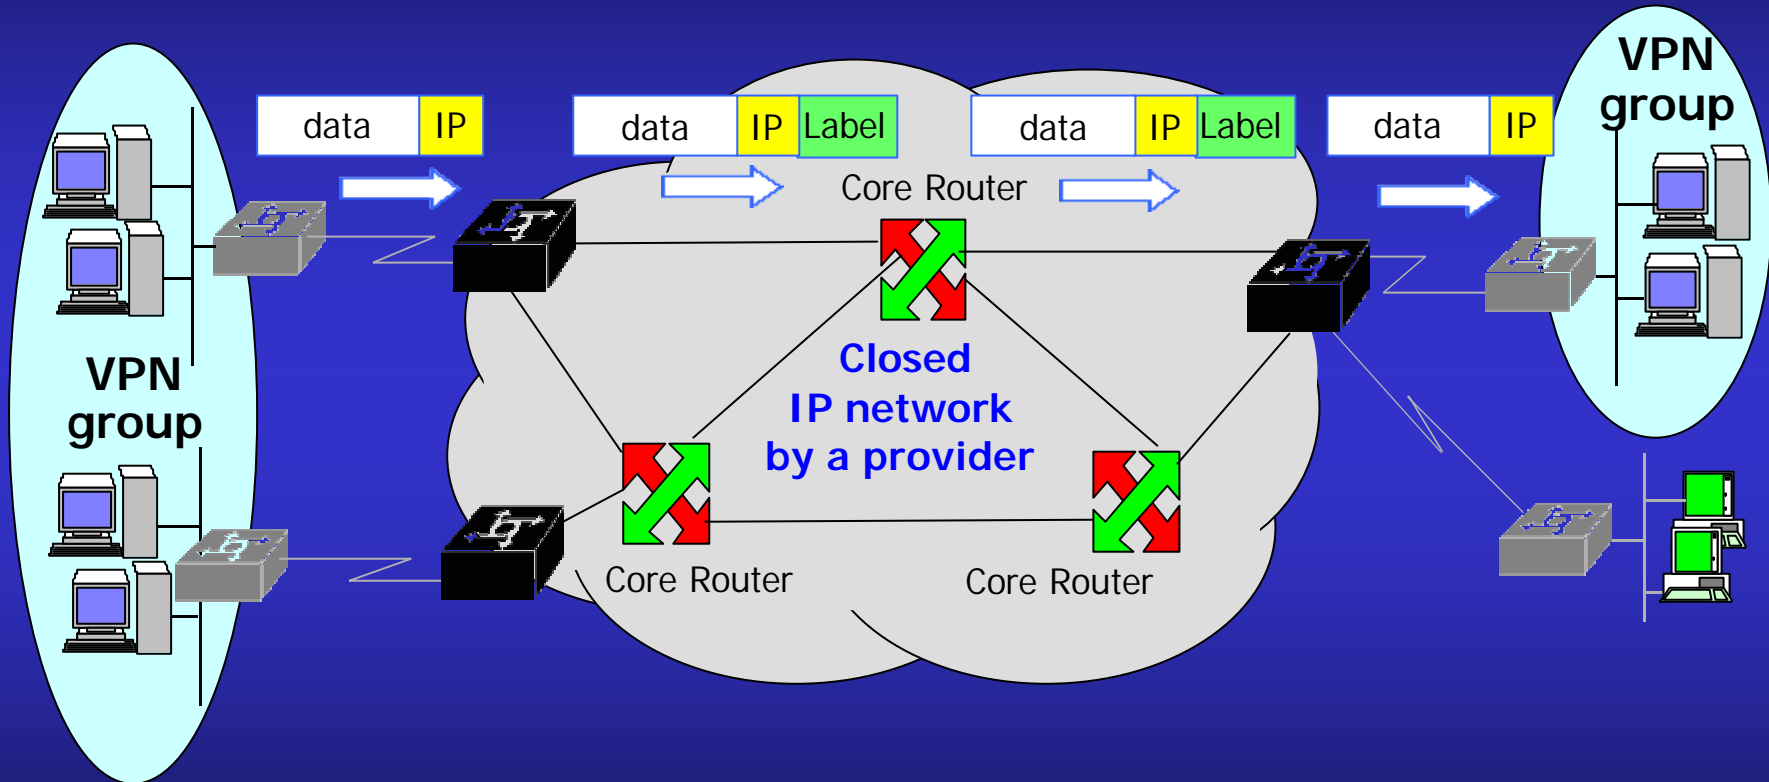 VPN
group
data IP
data IP Label
data IP Label
data IP
Core Router
VPN
group
Closed
IP network
by a provider
Core Router
Core Router